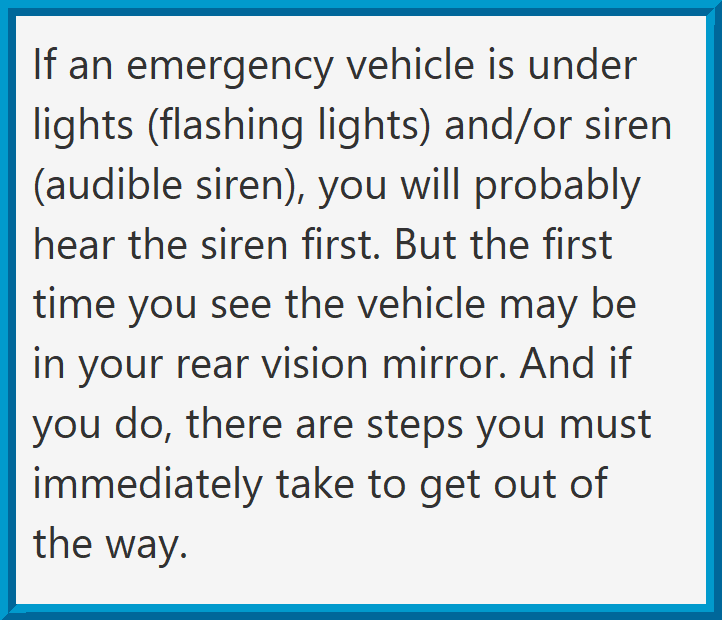 If an emergency vehicle is under
lights (flashing lights) and/or siren
(audible siren), you will probably
hear the siren first. But the first
time you see the vehicle may be
in your rear vision mirror. And if
you do, there are steps you must
immediately take to get out of
the way.